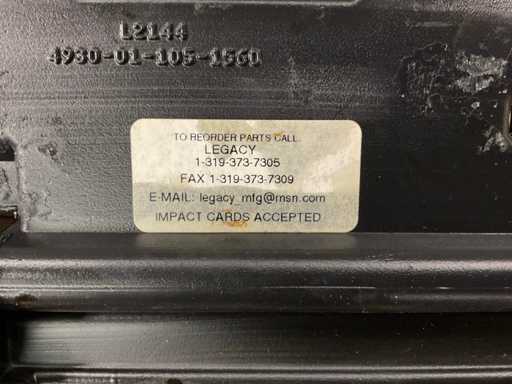 L2144
4930-01-105-1560
TO REORDER PARTS CALL
LEGACY
1-319-373-7305
FAX 1-319-373-7309
E-MAIL: legacy_mfg@msn.com
IMPACT CARDS ACCEPTED